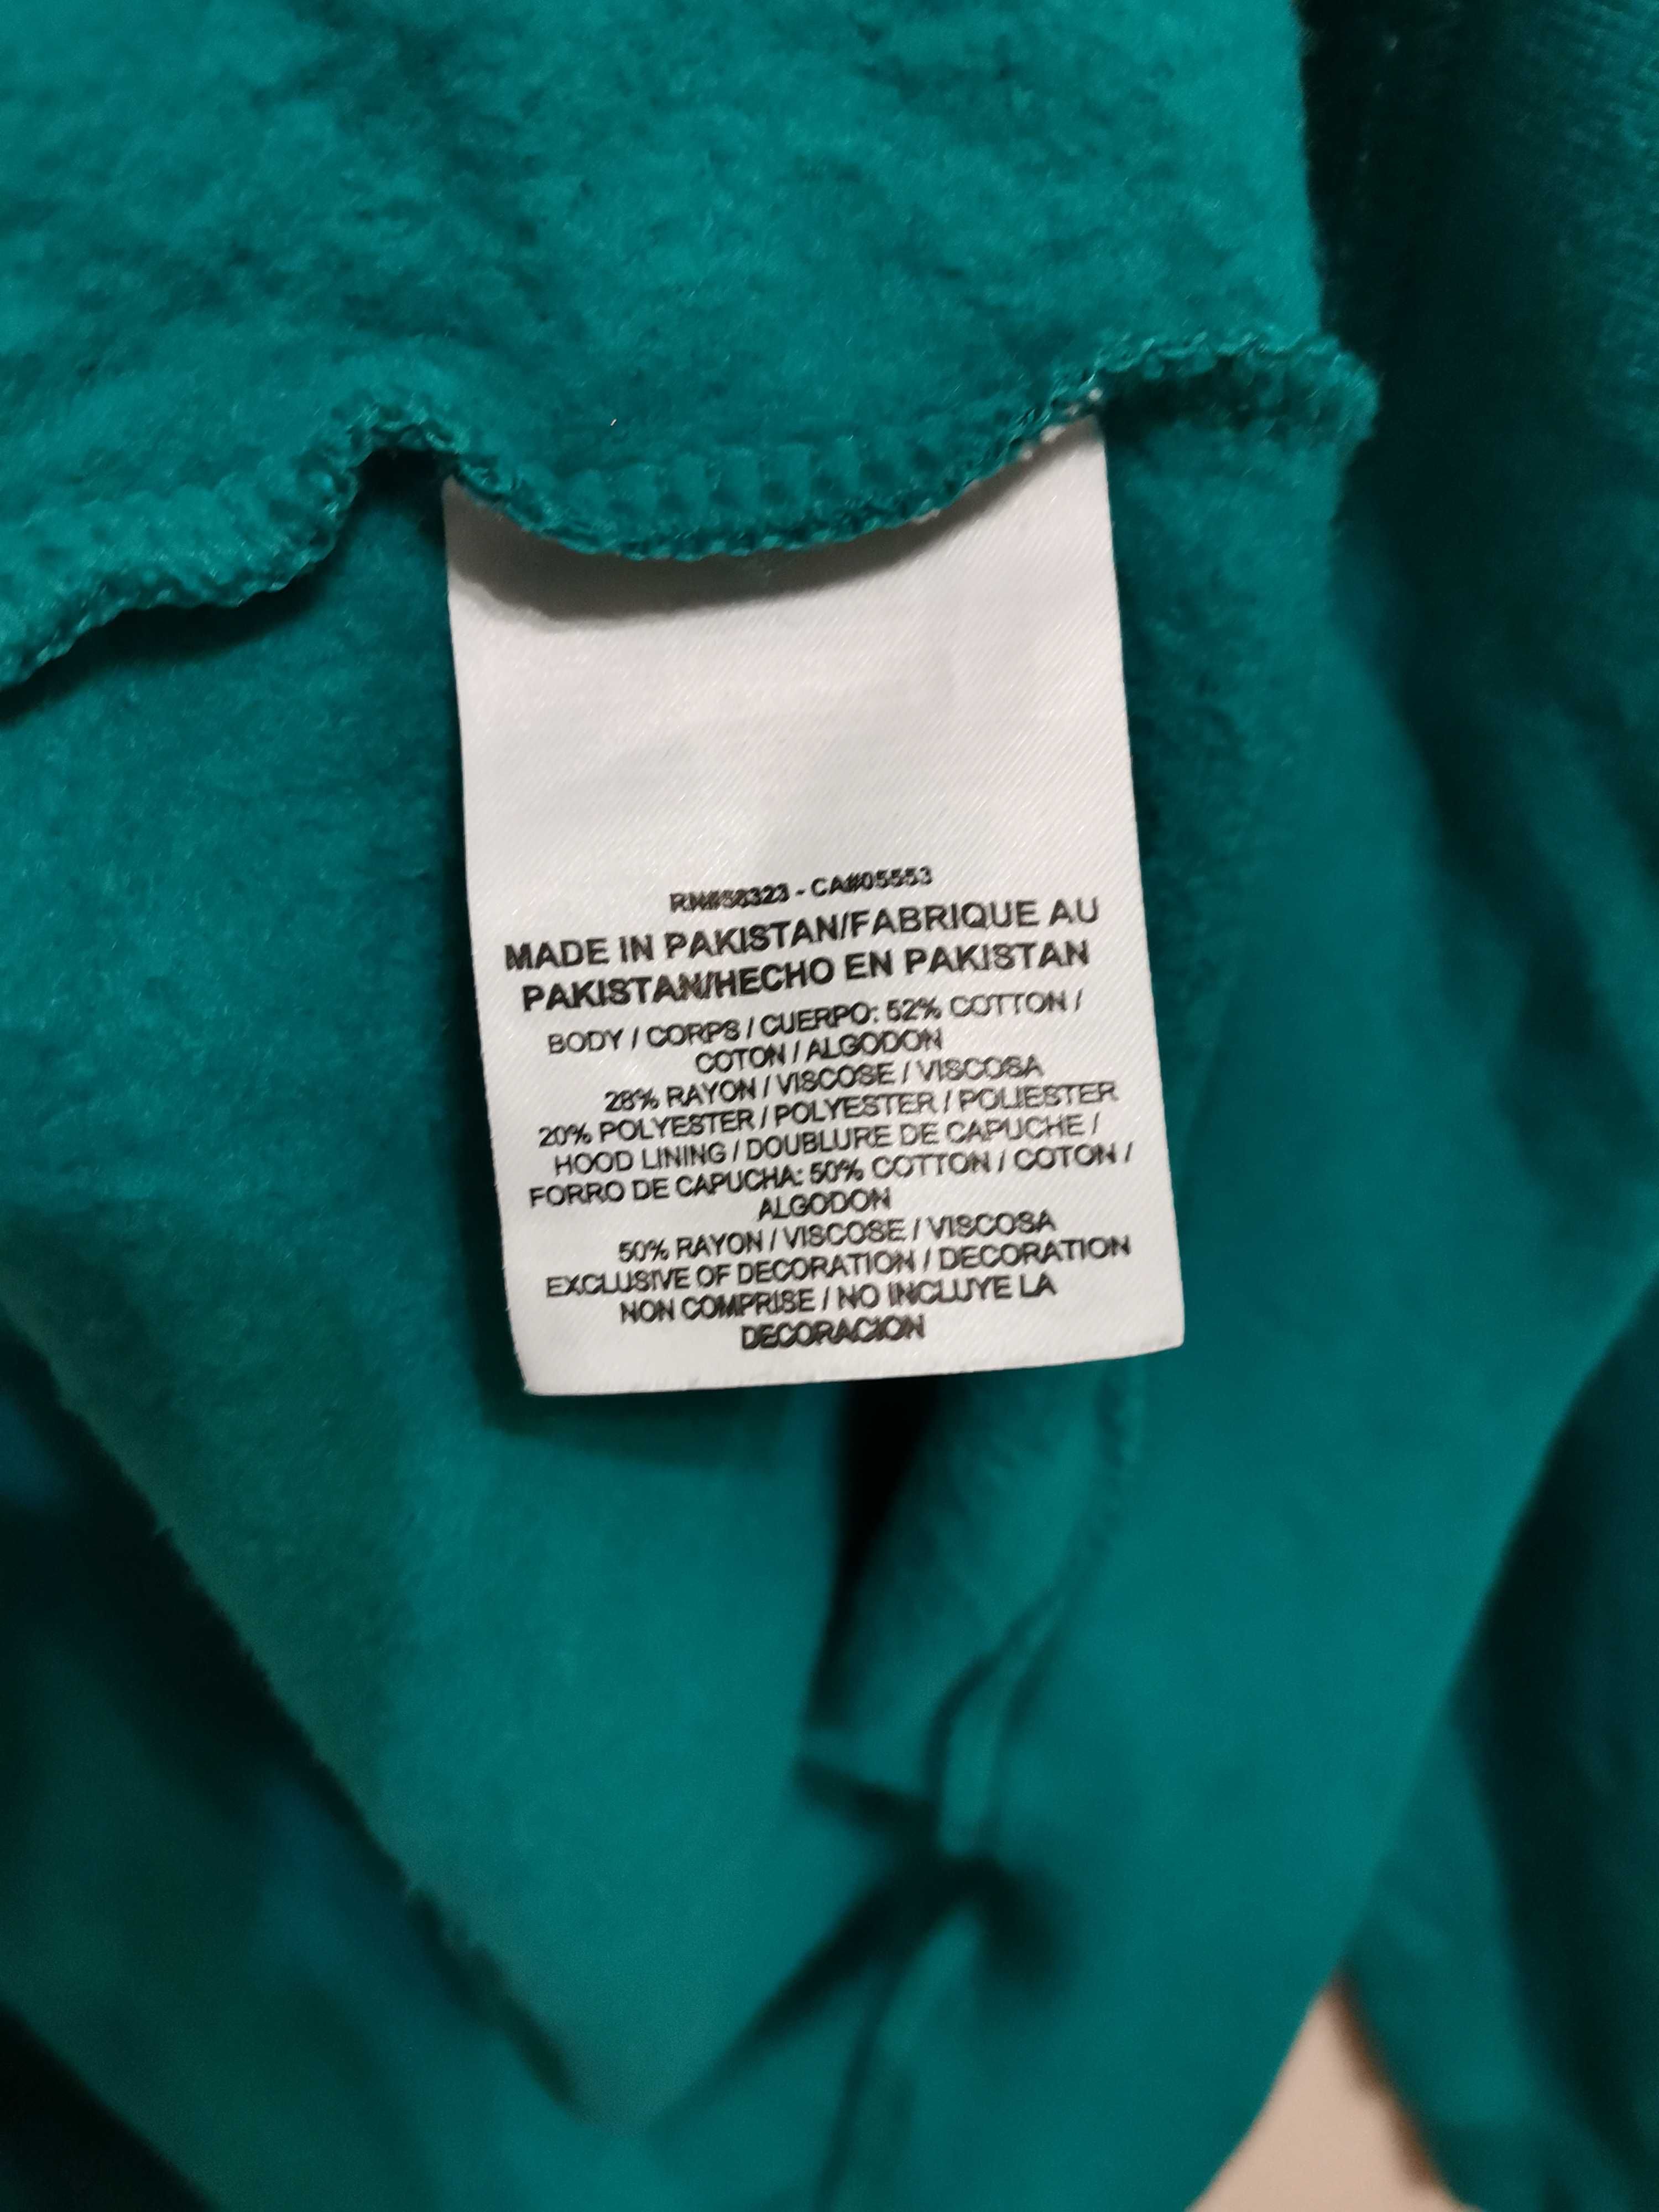 RN#58323 - CA#05553
MADE IN PAKISTAN/FABRIQUE AU
PAKISTAN/HECHO EN PAKISTAN
BODY / CORPS / CUERPO: 52% COTTON /
COTON / ALGODON
28% RAYON / VISCOSE / VISCOSA
20% POLYESTER / POLYESTER / POLIESTER
HOOD LINING / DOUBLURE DE CAPUCHE /
FORRO DE CAPUCHA: 50% COTTON / COTON /
ALGODON
50% RAYON / VISCOSE / VISCOSA
EXCLUSIVE OF DECORATION / DECORATION
NON COMPRISE / NO INCLUYE LA
DECORACION